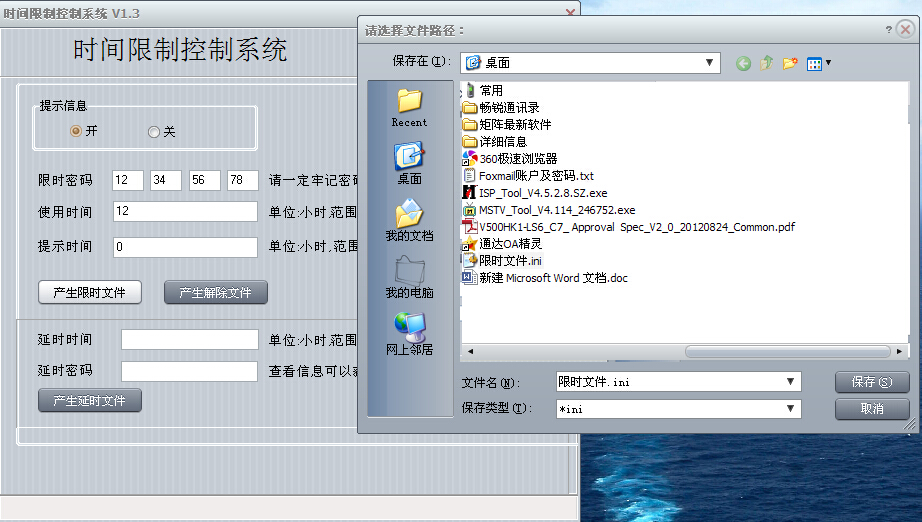 时间限制控制系统 V1.3
时间限制控制系统
提示信息
开 关
限时密码 12 34 56 78 请一定牢记密码
使用时间 12 单位:小时,范围
提示时间 0 单位:小时,范围
产生限时文件 产生解除文件
延时时间 单位:小时,范围
延时密码 查看信息可以
产生延时文件
请选择文件路径：
?
保存在(I): 桌面
Recent
桌面
我的文档
我的电脑
网上邻居
常用
畅锐通讯录
矩阵最新软件
详细信息
360极速浏览器
Foxmail账户及密码.txt
ISP_Tool_V4.5.2.8.SZ.exe
MSTV_Tool_V4.114_246752.exe
V500HK1-LS6_C7_ Approval Spec_V2_0_20120824_Common.pdf
通达OA精灵
限时文件.ini
新建 Microsoft Word 文档.doc
文件名(N): 限时文件.ini 保存(S)
保存类型(T): *ini 取消